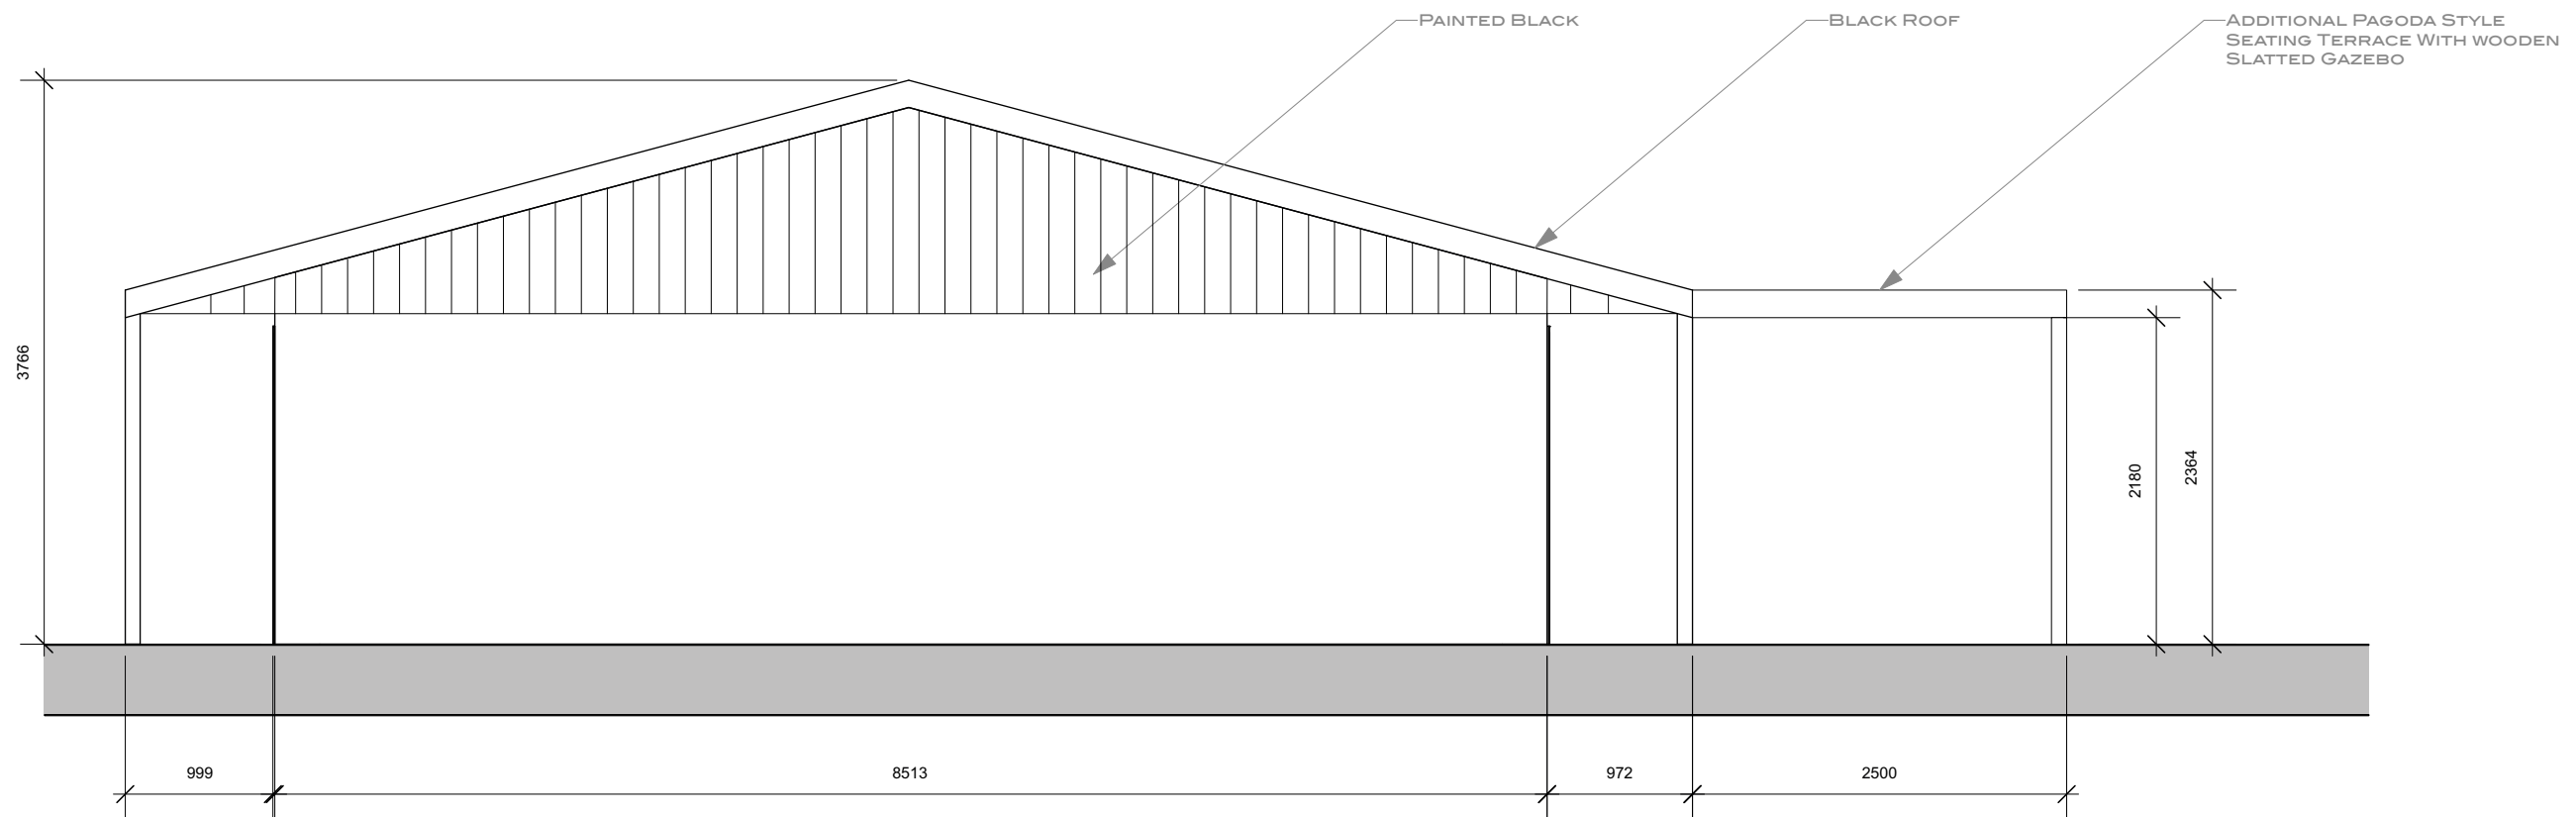 Painted Black
Black Roof
Additional Pagoda Style
Seating Terrace With wooden
Slatted Gazebo
3766
2180
2364
999
8513
972
2500